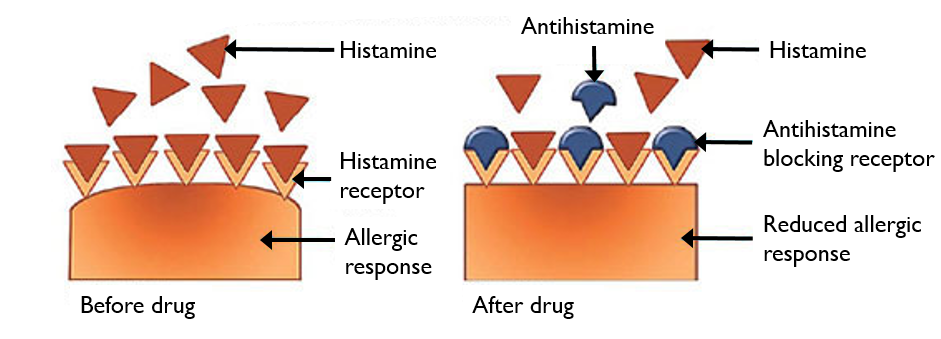 Histamine
Histamine
receptor
Allergic
response
Before drug
Antihistamine
Histamine
Antihistamine
blocking receptor
Reduced allergic
response
After drug